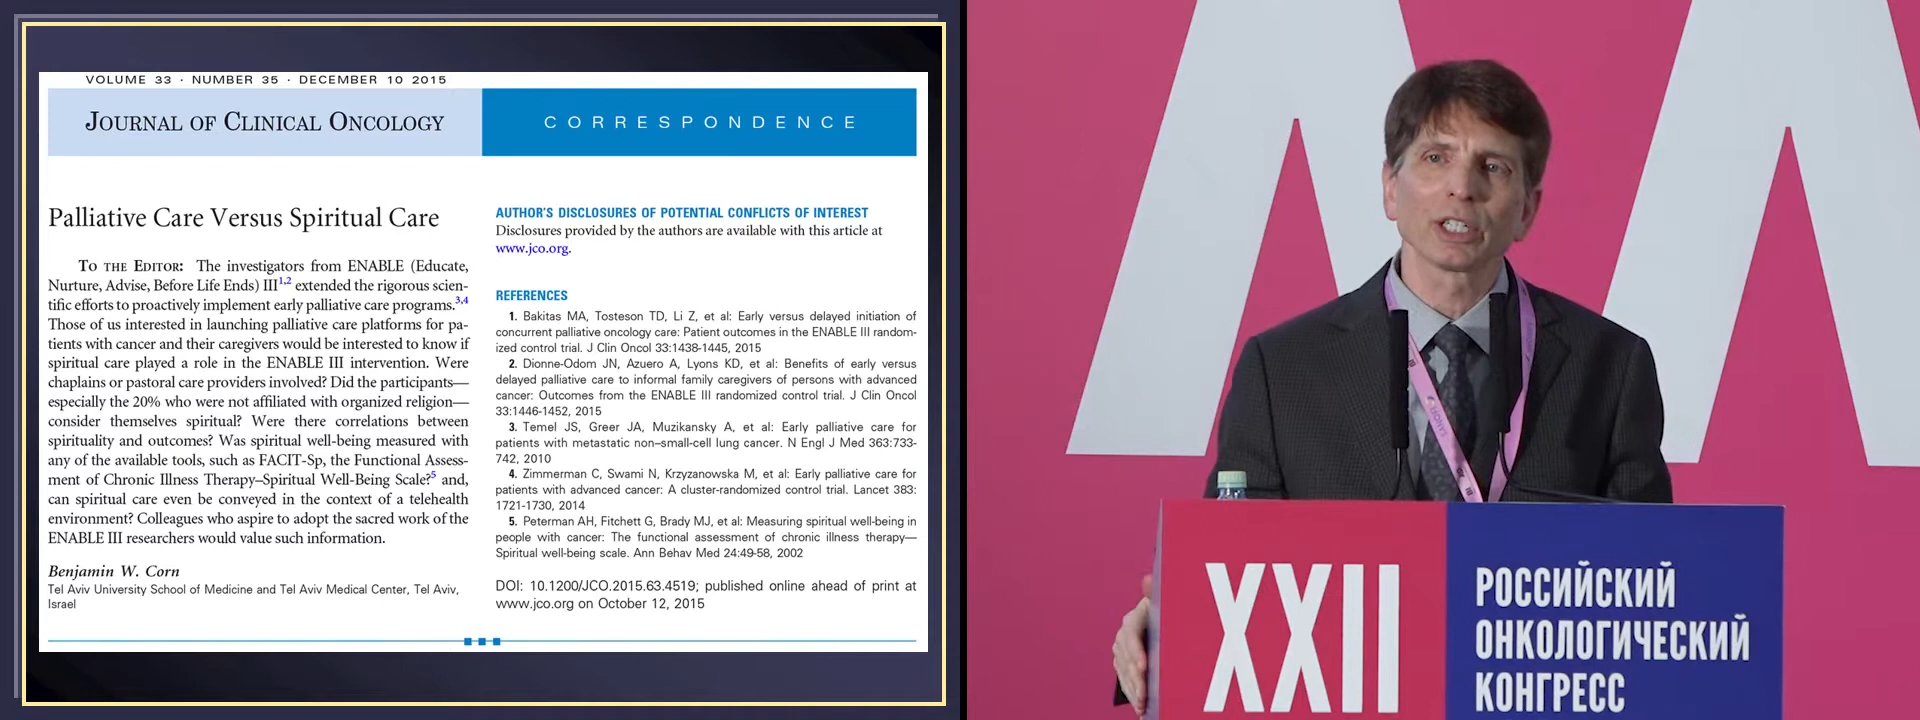 VOLUME 33 · NUMBER 35 · DECEMBER 10 2015
JOURNAL OF CLINICAL ONCOLOGY
CORRESPONDENCE
Palliative Care Versus Spiritual Care
TO THE EDITOR: The investigators from ENABLE (Educate,
Nurture, Advise, Before Life Ends) III1,2 extended the rigorous scien-
tific efforts to proactively implement early palliative care programs.3,4
Those of us interested in launching palliative care platforms for pa-
tients with cancer and their caregivers would be interested to know if
spiritual care played a role in the ENABLE III intervention. Were
chaplains or pastoral care providers involved? Did the participants—
especially the 20% who were not affiliated with organized religion—
consider themselves spiritual? Were there correlations between
spirituality and outcomes? Was spiritual well-being measured with
any of the available tools, such as FACIT-Sp, the Functional Assess-
ment of Chronic Illness Therapy–Spiritual Well-Being Scale?5 and,
can spiritual care even be conveyed in the context of a telehealth
environment? Colleagues who aspire to adopt the sacred work of the
ENABLE III researchers would value such information.
Benjamin W. Corn
Tel Aviv University School of Medicine and Tel Aviv Medical Center, Tel Aviv,
Israel
AUTHOR'S DISCLOSURES OF POTENTIAL CONFLICTS OF INTEREST
Disclosures provided by the authors are available with this article at
www.jco.org.
REFERENCES
1. Bakitas MA, Tosteson TD, Li Z, et al: Early versus delayed initiation of
concurrent palliative oncology care: Patient outcomes in the ENABLE III random-
ized control trial. J Clin Oncol 33:1438-1445, 2015
2. Dionne-Odom JN, Azuero A, Lyons KD, et al: Benefits of early versus
delayed palliative care to informal family caregivers of persons with advanced
cancer: Outcomes from the ENABLE III randomized control trial. J Clin Oncol
33:1446-1452, 2015
3. Temel JS, Greer JA, Muzikansky A, et al: Early palliative care for
patients with metastatic non–small-cell lung cancer. N Engl J Med 363:733-
742, 2010
4. Zimmerman C, Swami N, Krzyzanowska M, et al: Early palliative care for
patients with advanced cancer: A cluster-randomized control trial. Lancet 383:
1721-1730, 2014
5. Peterman AH, Fitchett G, Brady MJ, et al: Measuring spiritual well-being in
people with cancer: The functional assessment of chronic illness therapy—
Spiritual well-being scale. Ann Behav Med 24:49-58, 2002
DOI: 10.1200/JCO.2015.63.4519; published online ahead of print at
www.jco.org on October 12, 2015
XXII
РОССИЙСКИЙ
ОНКОЛОГИЧЕСКИЙ
КОНГРЕСС